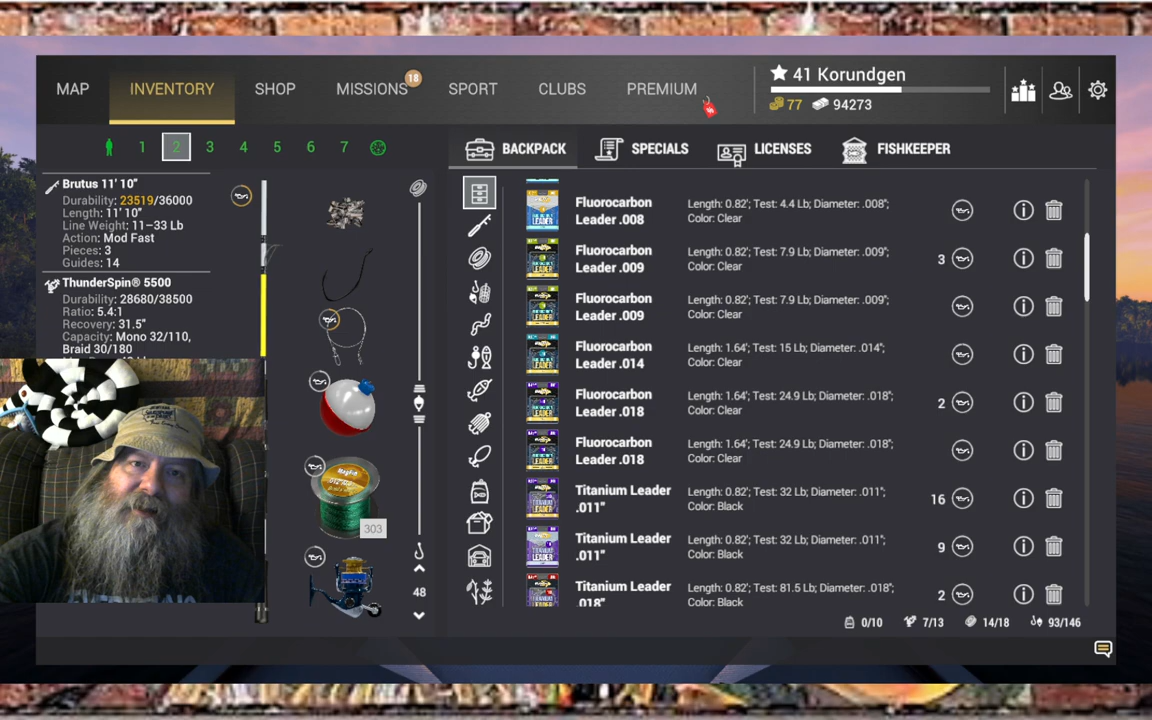 MAP
INVENTORY
SHOP
MISSIONS
18
SPORT
CLUBS
PREMIUM
41 Korundgen
77
94273
1
2
3
4
5
6
7
BACKPACK
SPECIALS
LICENSES
FISHKEEPER
Brutus 11' 10"
Durability: 23519/36000
Length: 11' 10"
Line Weight: 11–33 Lb
Action: Mod Fast
Pieces: 3
Guides: 14
ThunderSpin® 5500
Durability: 28680/38500
Ratio: 5.4:1
Recovery: 31.5"
Capacity: Mono 32/110,
Braid 30/180
303
48
Fluorocarbon
Leader .008
Length: 0.82'; Test: 4.4 Lb; Diameter: .008";
Color: Clear
Fluorocarbon
Leader .009
Length: 0.82'; Test: 7.9 Lb; Diameter: .009";
Color: Clear
3
Fluorocarbon
Leader .009
Length: 0.82'; Test: 7.9 Lb; Diameter: .009";
Color: Clear
Fluorocarbon
Leader .014
Length: 1.64'; Test: 15 Lb; Diameter: .014";
Color: Clear
Fluorocarbon
Leader .018
Length: 1.64'; Test: 24.9 Lb; Diameter: .018";
Color: Clear
2
Fluorocarbon
Leader .018
Length: 1.64'; Test: 24.9 Lb; Diameter: .018";
Color: Clear
Titanium Leader
.011"
Length: 0.82'; Test: 32 Lb; Diameter: .011";
Color: Black
16
Titanium Leader
.011"
Length: 0.82'; Test: 32 Lb; Diameter: .011";
Color: Black
9
Titanium Leader
.018"
Length: 0.82'; Test: 81.5 Lb; Diameter: .018";
Color: Black
2
0/10
7/13
14/18
93/146